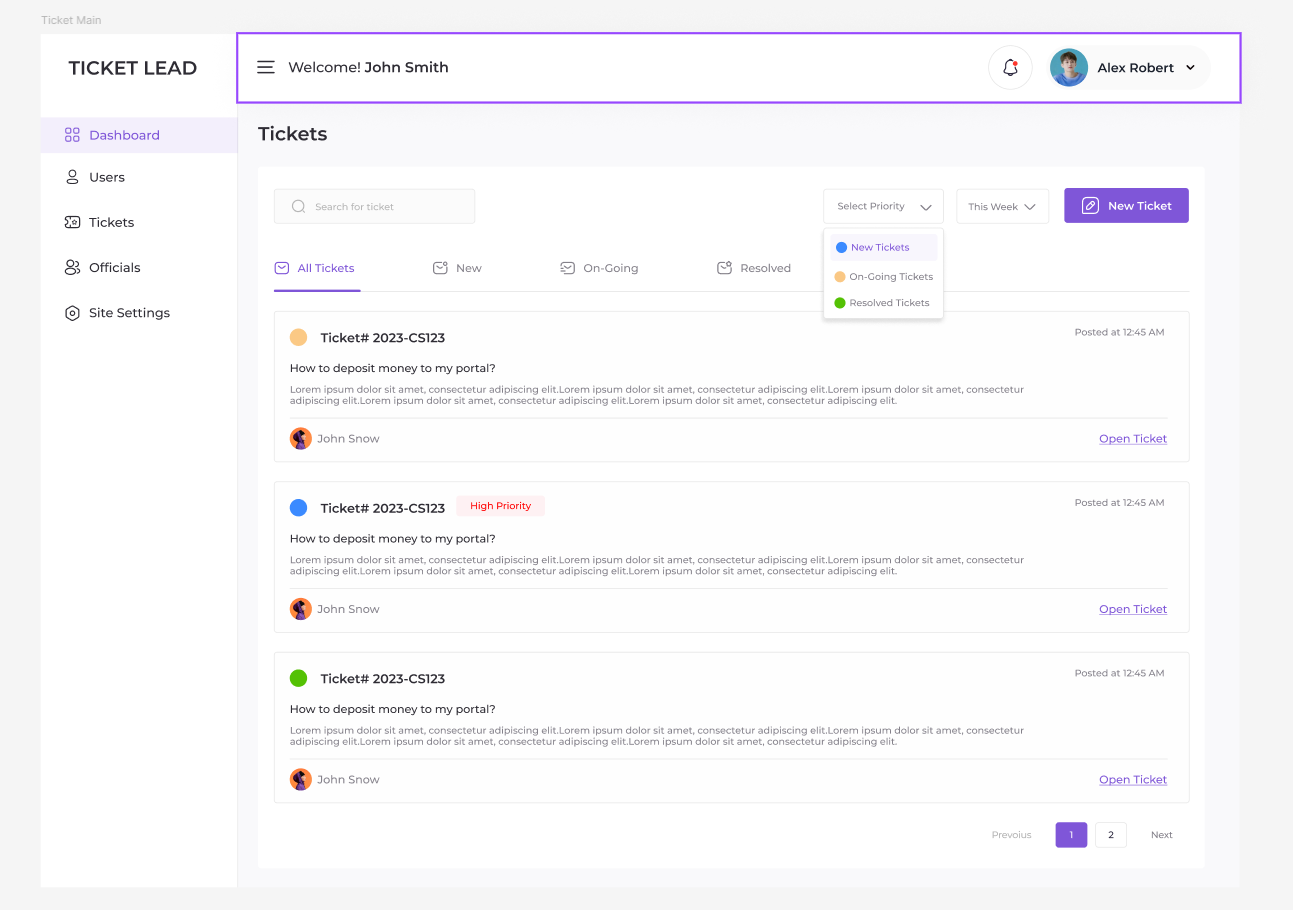 Ticket Main
TICKET LEAD
Welcome! John Smith
Alex Robert
Dashboard
Users
Tickets
Officials
Site Settings
Tickets
Search for ticket
Select Priority
This Week
New Ticket
New Tickets
On-Going Tickets
Resolved Tickets
All Tickets
New
On-Going
Resolved
Ticket# 2023-CS123
Posted at 12:45 AM
How to deposit money to my portal?
Lorem ipsum dolor sit amet, consectetur adipiscing elit.Lorem ipsum dolor sit amet, consectetur adipiscing elit.Lorem ipsum dolor sit amet, consectetur
adipiscing elit.Lorem ipsum dolor sit amet, consectetur adipiscing elit.Lorem ipsum dolor sit amet, consectetur adipiscing elit.
John Snow
Open Ticket
Ticket# 2023-CS123
High Priority
Posted at 12:45 AM
How to deposit money to my portal?
Lorem ipsum dolor sit amet, consectetur adipiscing elit.Lorem ipsum dolor sit amet, consectetur adipiscing elit.Lorem ipsum dolor sit amet, consectetur
adipiscing elit.Lorem ipsum dolor sit amet, consectetur adipiscing elit.Lorem ipsum dolor sit amet, consectetur adipiscing elit.
John Snow
Open Ticket
Ticket# 2023-CS123
Posted at 12:45 AM
How to deposit money to my portal?
Lorem ipsum dolor sit amet, consectetur adipiscing elit.Lorem ipsum dolor sit amet, consectetur adipiscing elit.Lorem ipsum dolor sit amet, consectetur
adipiscing elit.Lorem ipsum dolor sit amet, consectetur adipiscing elit.Lorem ipsum dolor sit amet, consectetur adipiscing elit.
John Snow
Open Ticket
Prevoius
1
2
Next